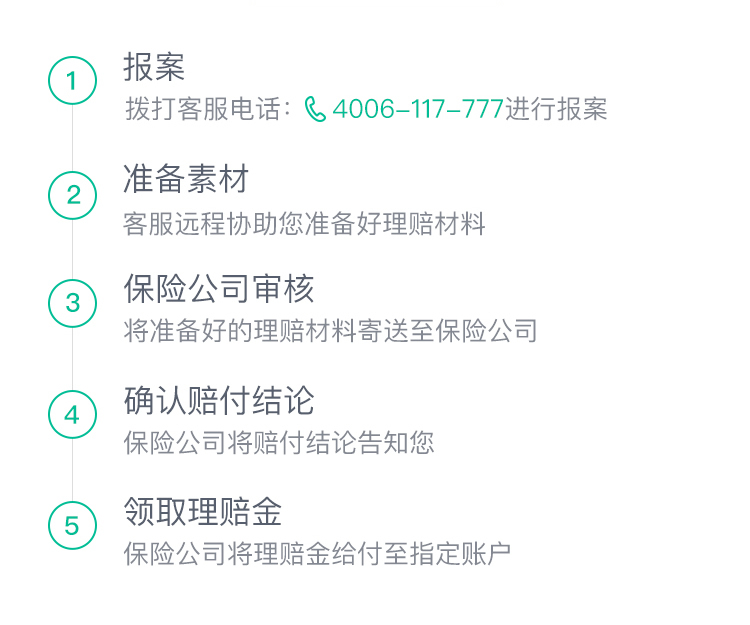 1
报案
拨打客服电话：4006-117-777进行报案
2
准备素材
客服远程协助您准备好理赔材料
3
保险公司审核
将准备好的理赔材料寄送至保险公司
4
确认赔付结论
保险公司将赔付结论告知您
5
领取理赔金
保险公司将理赔金给付至指定账户